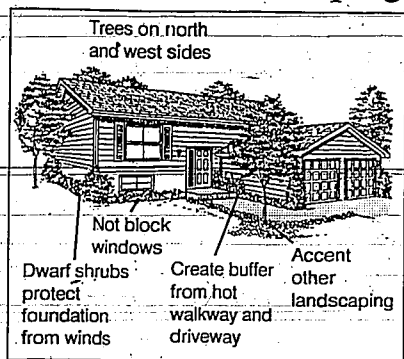 Trees on north
and west sides
Not block
windows
Dwarf shrubs
protect
foundation
from winds
Create buffer
from hot
walkway and
driveway
Accent
other
landscaping